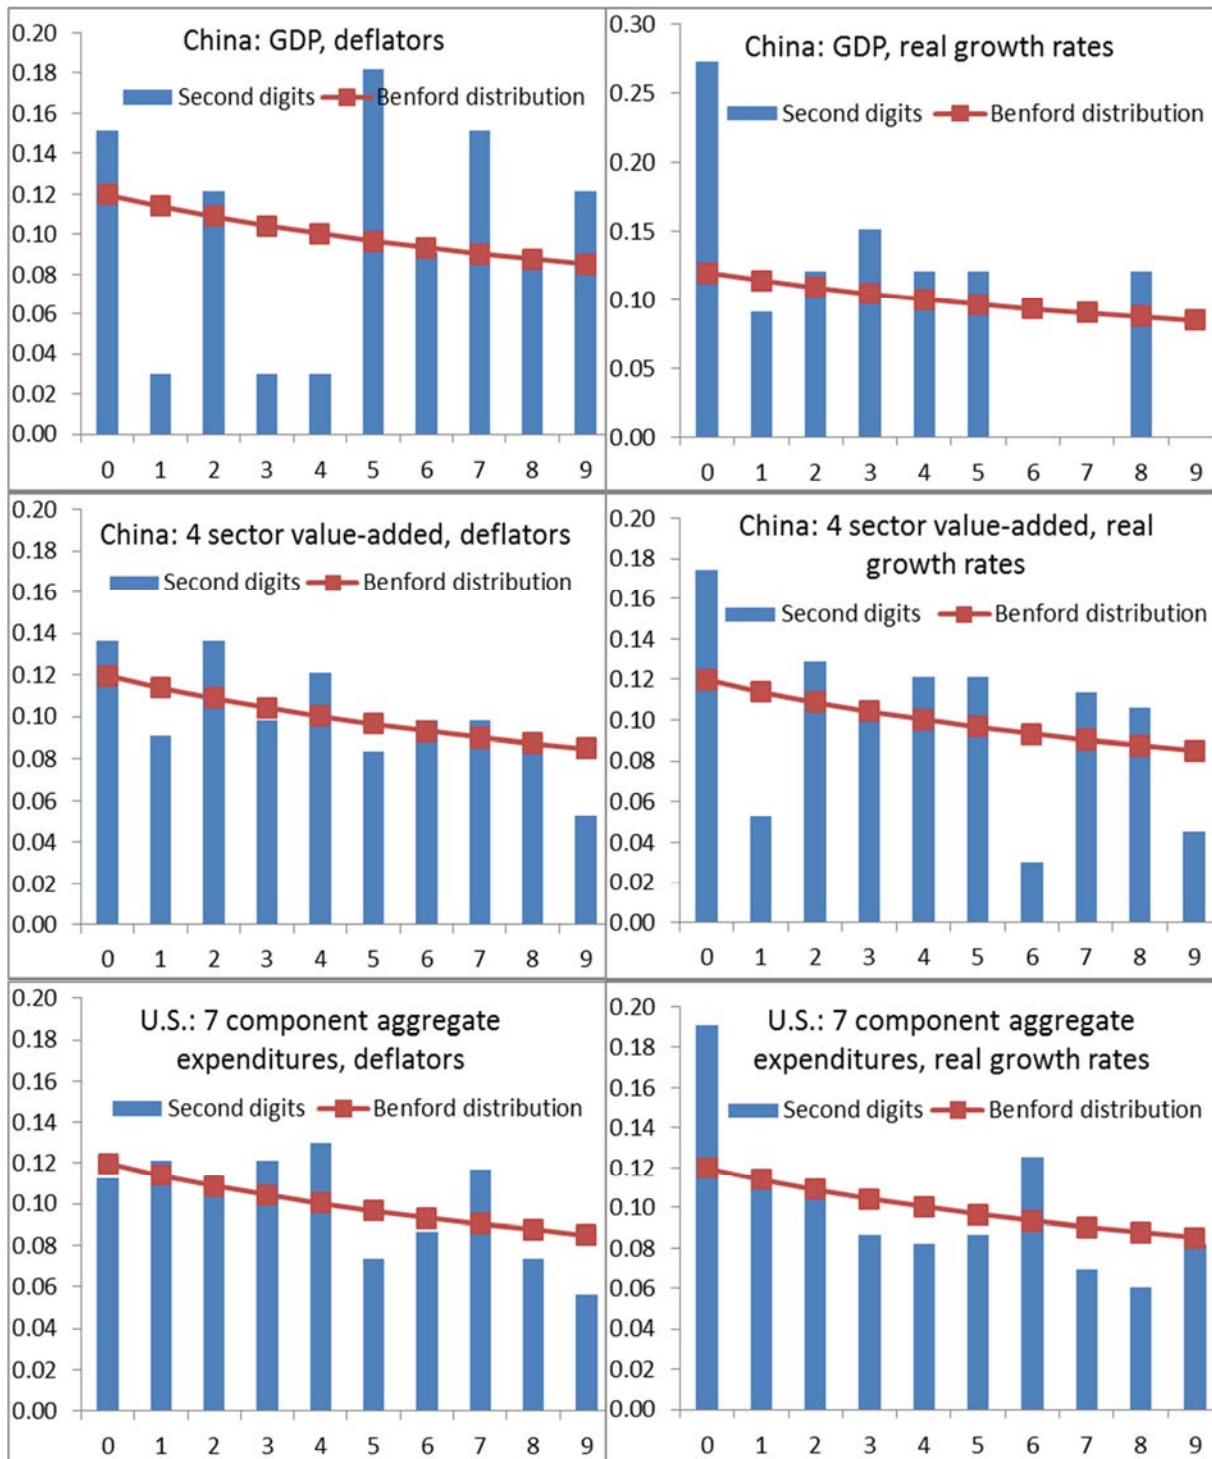 China: GDP, deflators
Second digits Benford distribution
0.20
0.18
0.16
0.14
0.12
0.10
0.08
0.06
0.04
0.02
0.00
0 1 2 3 4 5 6 7 8 9
China: GDP, real growth rates
Second digits Benford distribution
0.30
0.25
0.20
0.15
0.10
0.05
0.00
0 1 2 3 4 5 6 7 8 9
China: 4 sector value-added, deflators
Second digits Benford distribution
0.20
0.18
0.16
0.14
0.12
0.10
0.08
0.06
0.04
0.02
0.00
0 1 2 3 4 5 6 7 8 9
China: 4 sector value-added, real
growth rates
Second digits Benford distribution
0.20
0.18
0.16
0.14
0.12
0.10
0.08
0.06
0.04
0.02
0.00
0 1 2 3 4 5 6 7 8 9
U.S.: 7 component aggregate
expenditures, deflators
Second digits Benford distribution
0.20
0.18
0.16
0.14
0.12
0.10
0.08
0.06
0.04
0.02
0.00
0 1 2 3 4 5 6 7 8 9
U.S.: 7 component aggregate
expenditures, real growth rates
Second digits Benford distribution
0.20
0.18
0.16
0.14
0.12
0.10
0.08
0.06
0.04
0.02
0.00
0 1 2 3 4 5 6 7 8 9